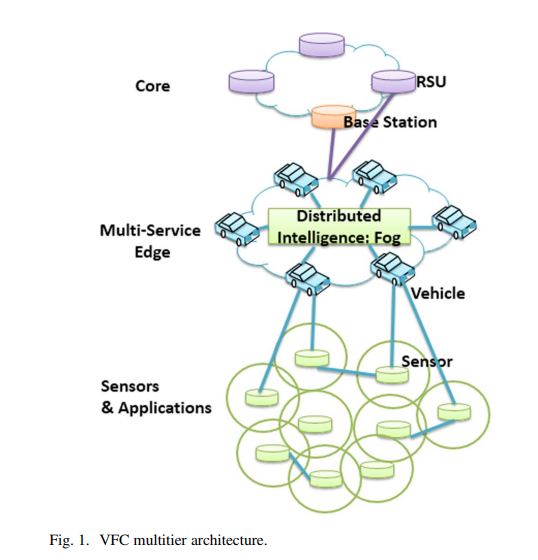 Core
RSU
Base Station
Distributed
Intelligence: Fog
Multi-Service
Edge
Vehicle
Sensor
Sensors
& Applications
Fig. 1. VFC multitier architecture.